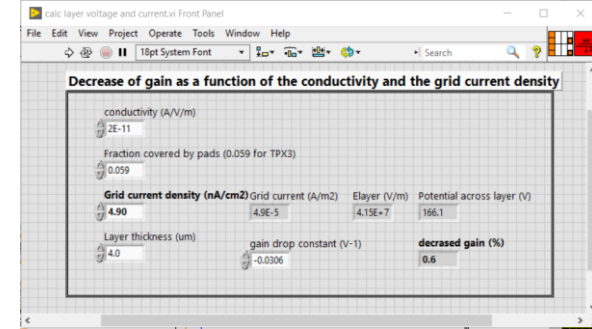 calc layer voltage and current.vi Front Panel
File Edit View Project Operate Tools Window Help
18pt System Font Search
Decrease of gain as a function of the conductivity and the grid current density
conductivity (A/V/m)
2E-11
Fraction covered by pads (0.059 for TPX3)
0.059
Grid current density (nA/cm2) Grid current (A/m2) Elayer (V/m) Potential across layer (V)
4.90 4.9E-5 4.15E+7 166.1
Layer thickness (um) gain drop constant (V-1) decrased gain (%)
4.0 -0.0306 0.6